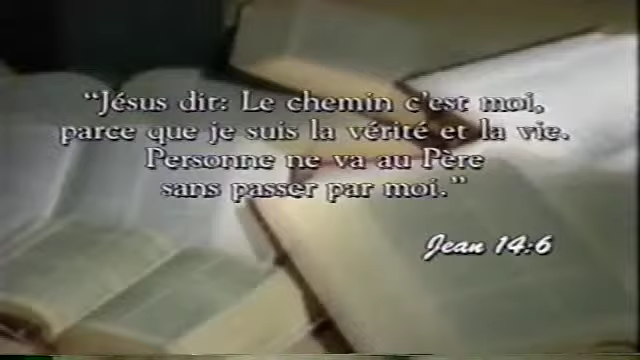 “Jésus dit: Le chemin c'est moi,
parce que je suis la vérité et la vie.
Personne ne va au Père
sans passer par moi.”
Jean 14:6